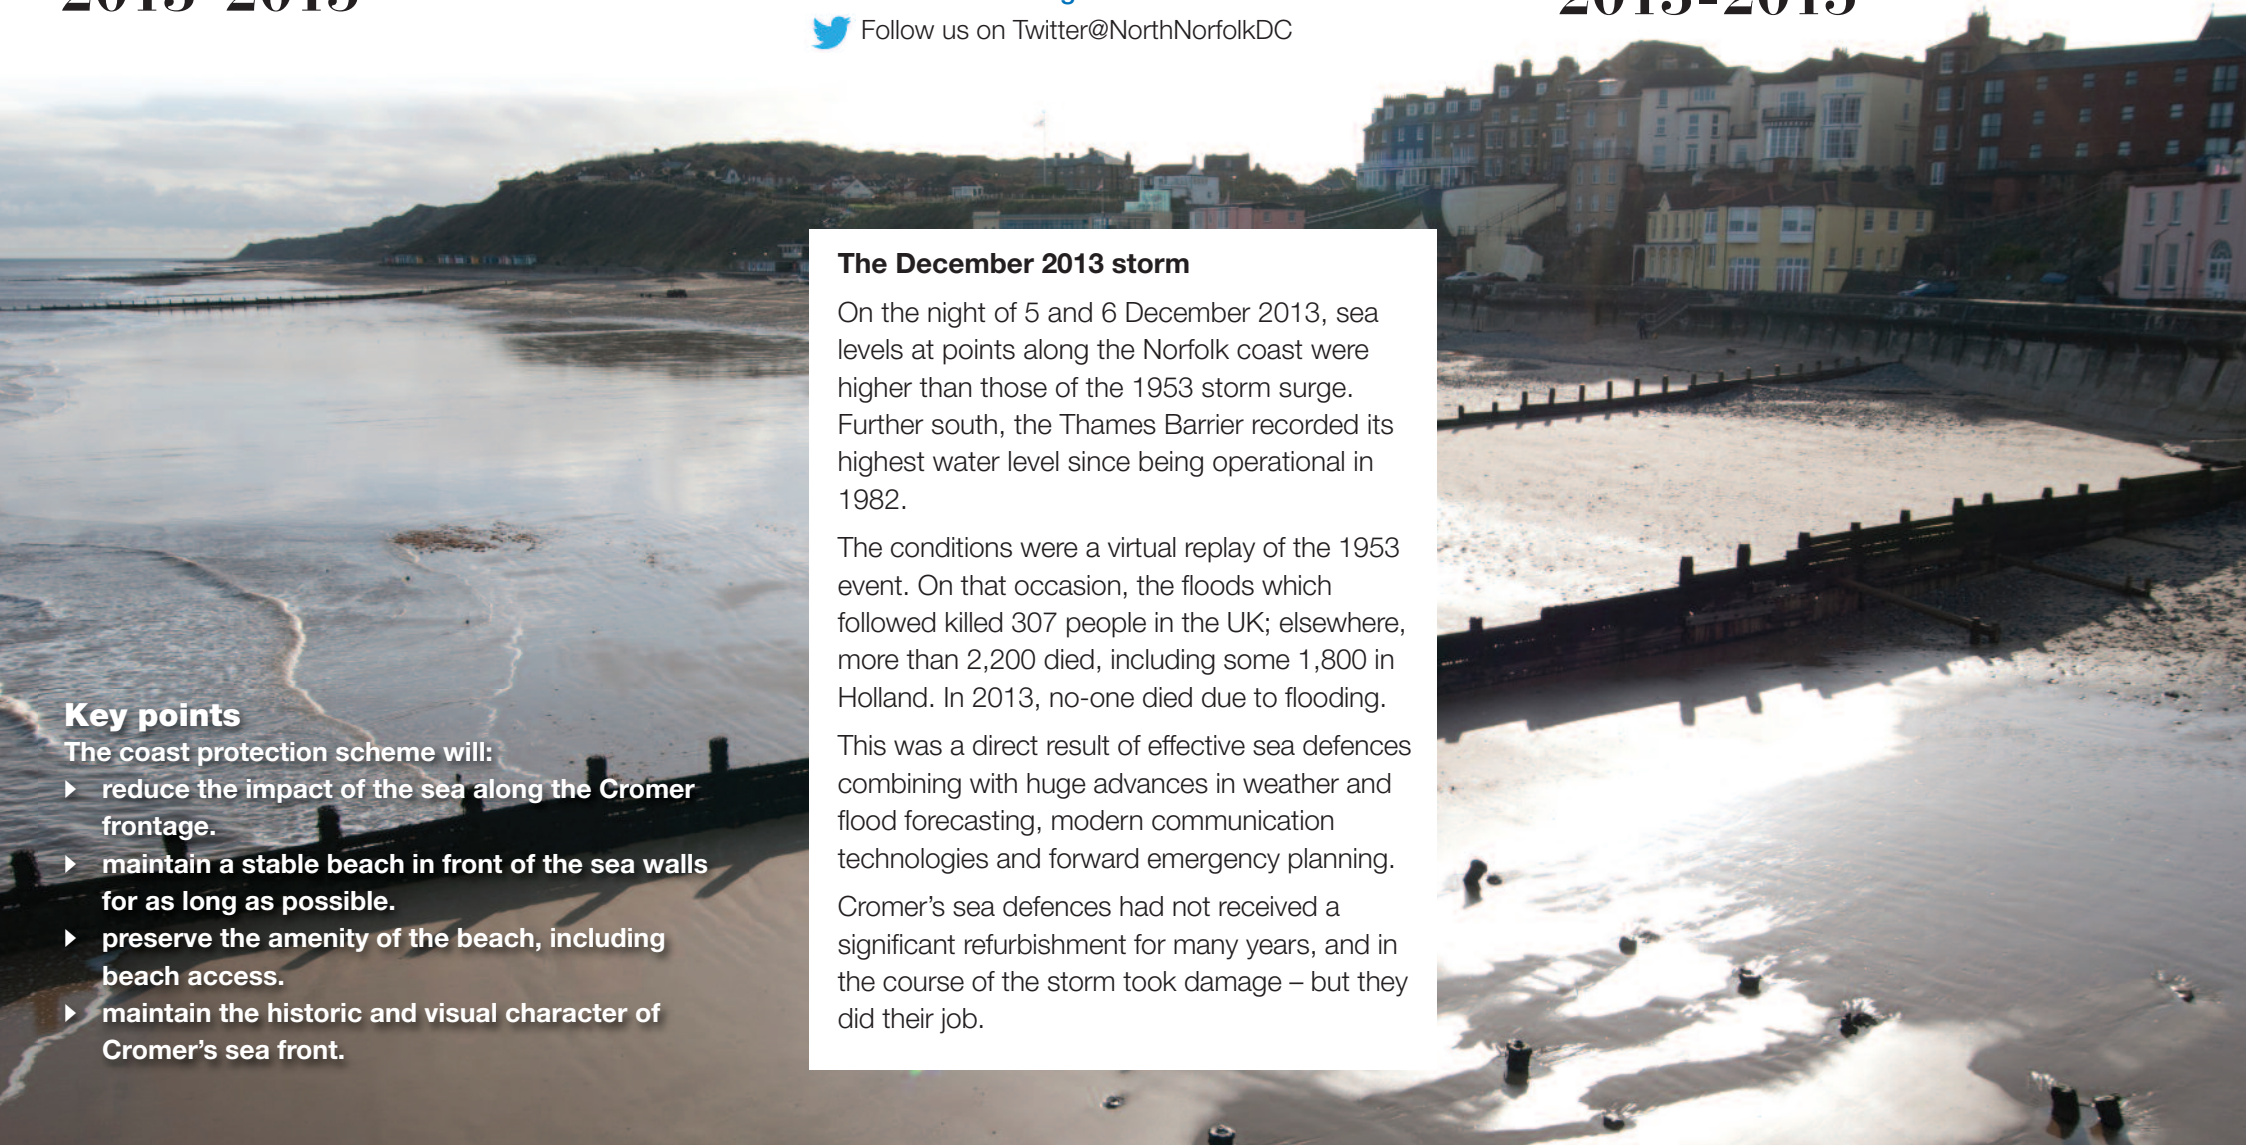 Follow us on Twitter@NorthNorfolkDC
The December 2013 storm
On the night of 5 and 6 December 2013, sea
levels at points along the Norfolk coast were
higher than those of the 1953 storm surge.
Further south, the Thames Barrier recorded its
highest water level since being operational in
1982.
The conditions were a virtual replay of the 1953
event. On that occasion, the floods which
followed killed 307 people in the UK; elsewhere,
more than 2,200 died, including some 1,800 in
Holland. In 2013, no-one died due to flooding.
This was a direct result of effective sea defences
combining with huge advances in weather and
flood forecasting, modern communication
technologies and forward emergency planning.
Cromer’s sea defences had not received a
significant refurbishment for many years, and in
the course of the storm took damage – but they
did their job.
Key points
The coast protection scheme will:
reduce the impact of the sea along the Cromer
frontage.
maintain a stable beach in front of the sea walls
for as long as possible.
preserve the amenity of the beach, including
beach access.
maintain the historic and visual character of
Cromer’s sea front.